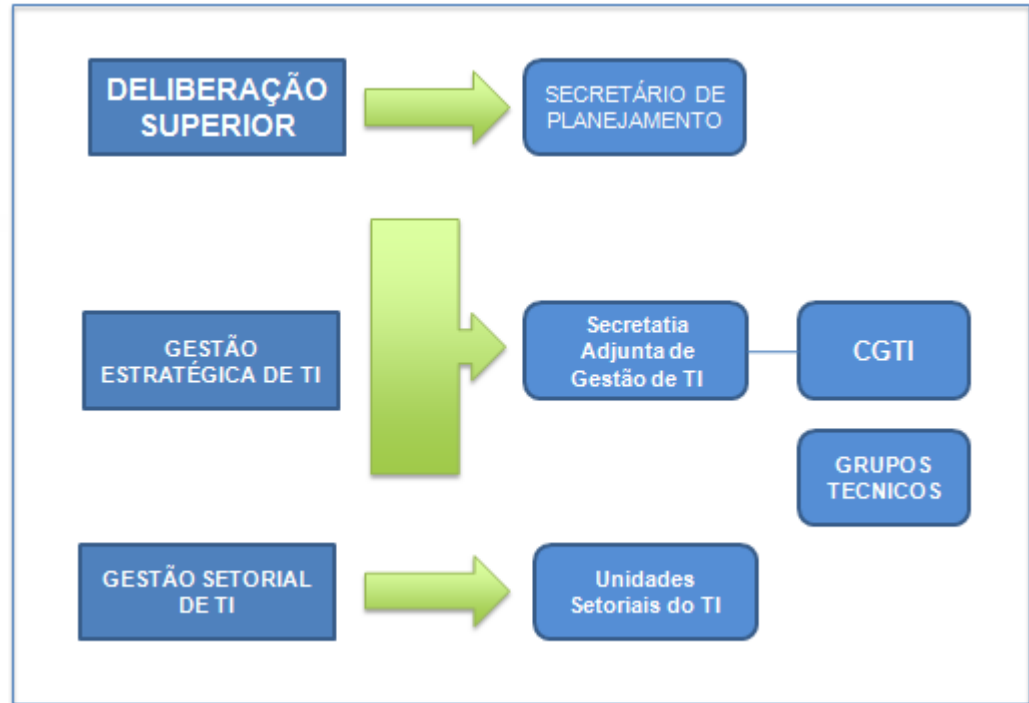 DELIBERAÇÃO
SUPERIOR
SECRETÁRIO DE
PLANEJAMENTO
GESTÃO
ESTRATÉGICA DE TI
Secretatia
Adjunta de
Gestão de TI
CGTI
GRUPOS
TECNICOS
GESTÃO SETORIAL
DE TI
Unidades
Setoriais do TI